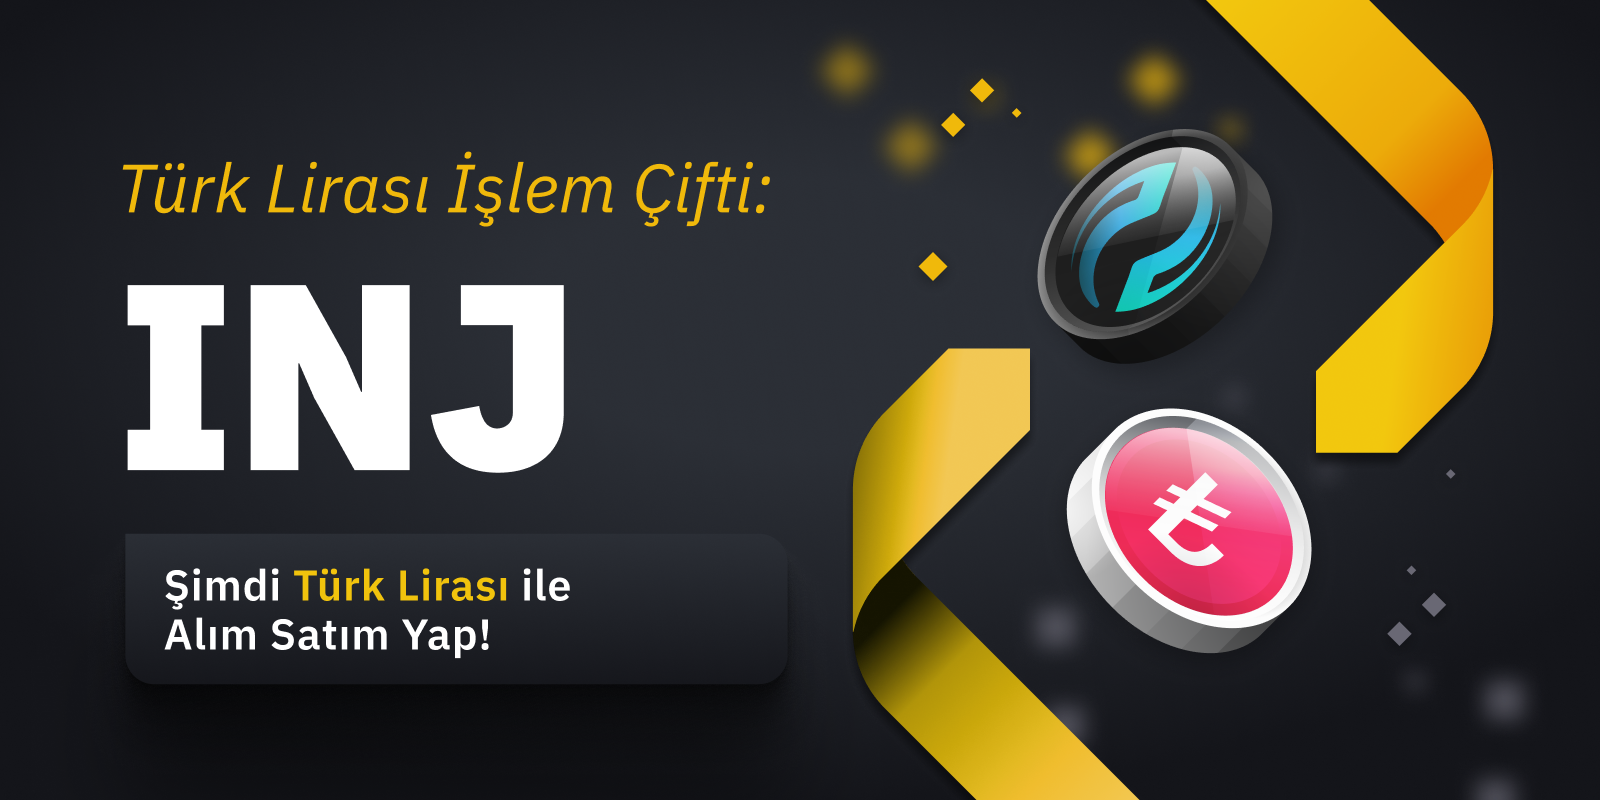 Türk Lirası İşlem Çifti:
INJ
Şimdi Türk Lirası ile
Alım Satım Yap!
₺